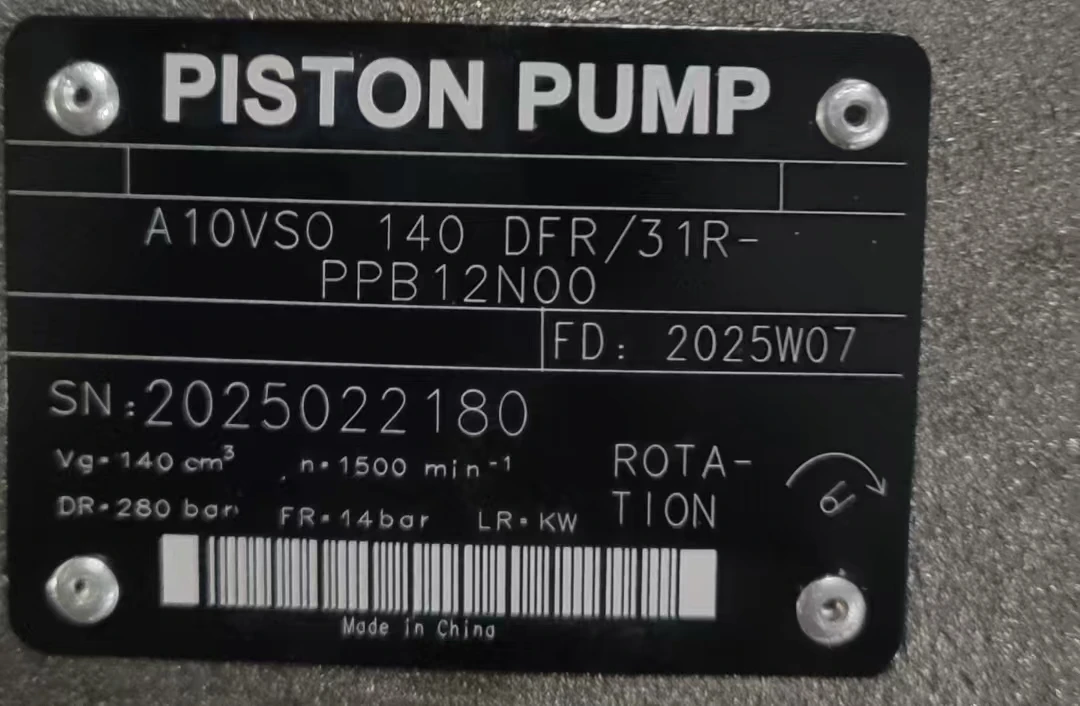 PISTON PUMP
A10VSO 140 DFR/31R-
PPB12N00
FD: 2025W07
SN:2025022180
Vg=140 cm³ n=1500 min⁻¹
ROTA-
TION
DR=280 bar FR=14bar LR=KW
Made in China